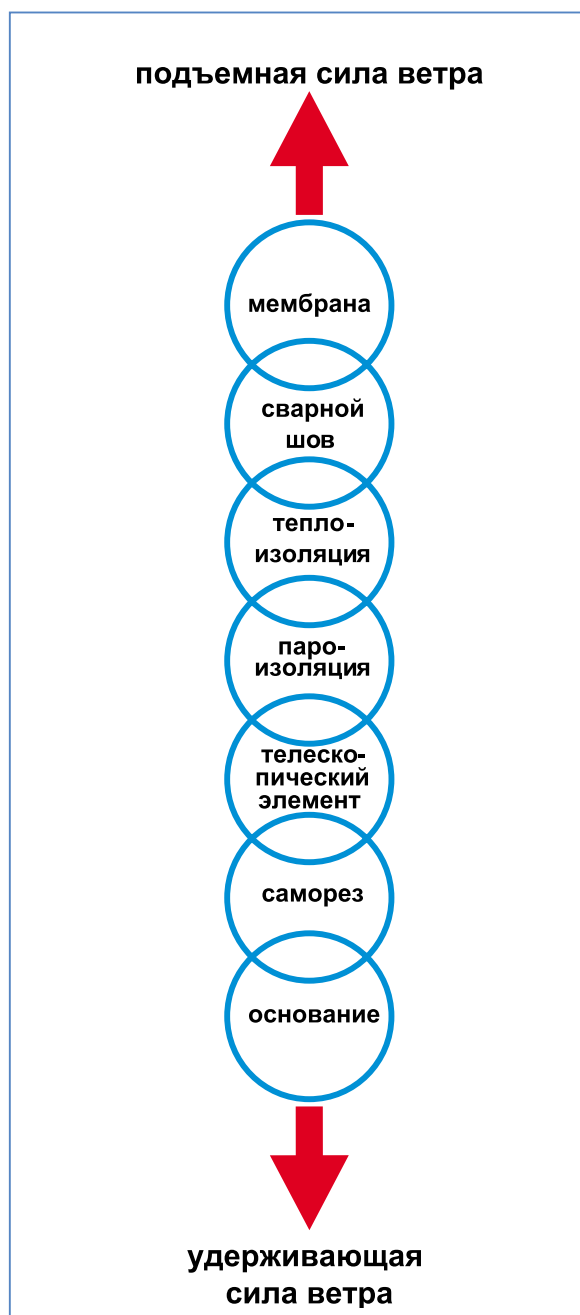 подъемная сила ветра
мембрана
сварной
шов
тепло-
изоляция
паро-
изоляция
телеско-
пический
элемент
саморез
основание
удерживающая
сила ветра